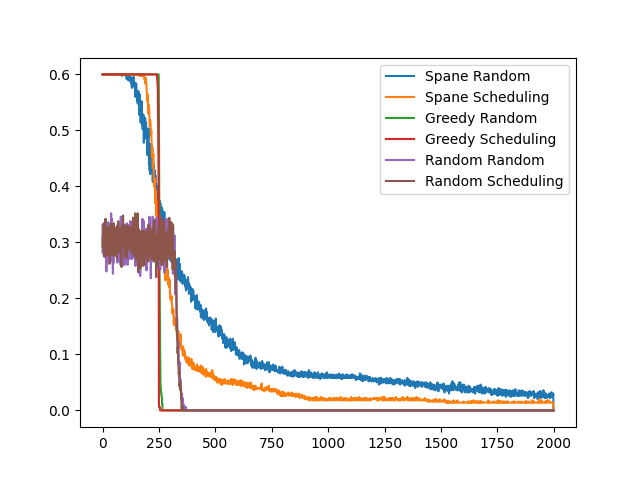 0.6
0.5
0.4
0.3
0.2
0.1
0.0
0 250 500 750 1000 1250 1500 1750 2000
Spane Random
Spane Scheduling
Greedy Random
Greedy Scheduling
Random Random
Random Scheduling